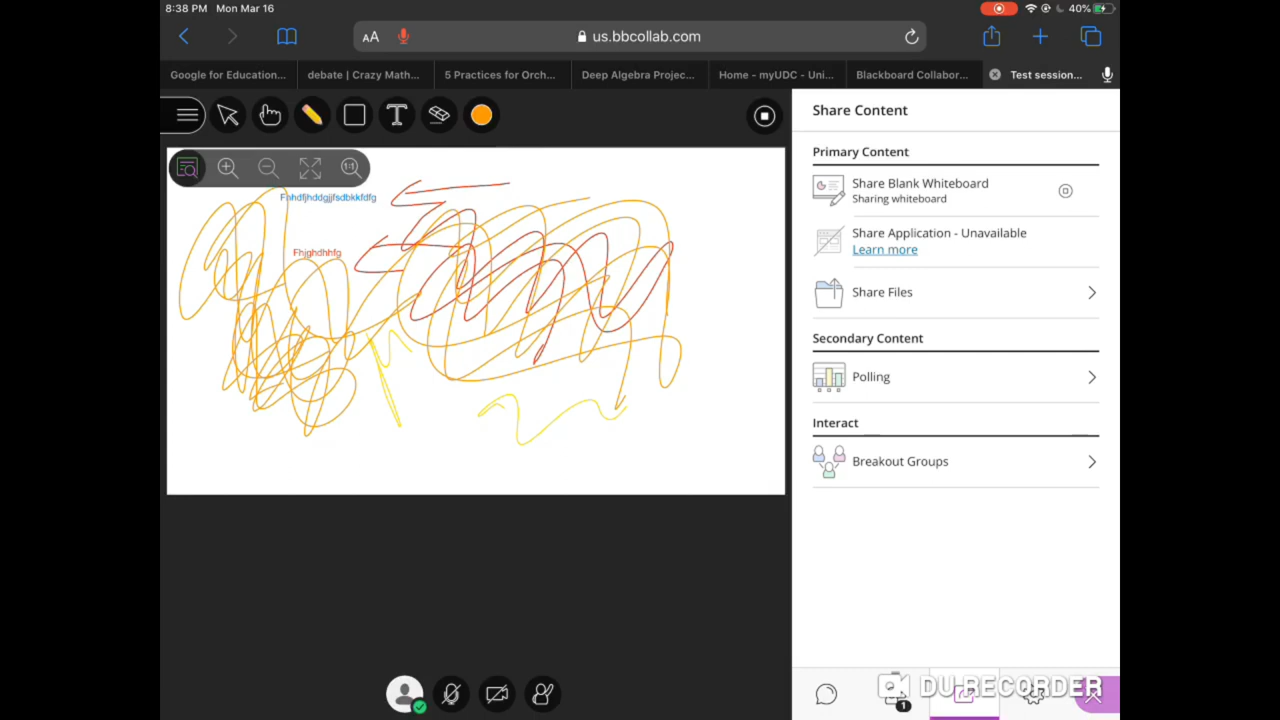 8:38 PM Mon Mar 16
40%
AA
us.bbcollab.com
Google for Education...
debate | Crazy Math...
5 Practices for Orch...
Deep Algebra Projec...
Home - myUDC - Uni...
Blackboard Collabor...
Test session...
T
1:1
Fhhdfjhddgjjfsdbkkfdfg
Fhjghdhhfg
Share Content
Primary Content
Share Blank Whiteboard
Sharing whiteboard
Share Application - Unavailable
Learn more
Share Files
Secondary Content
Polling
Interact
Breakout Groups
1
DU RECORDER